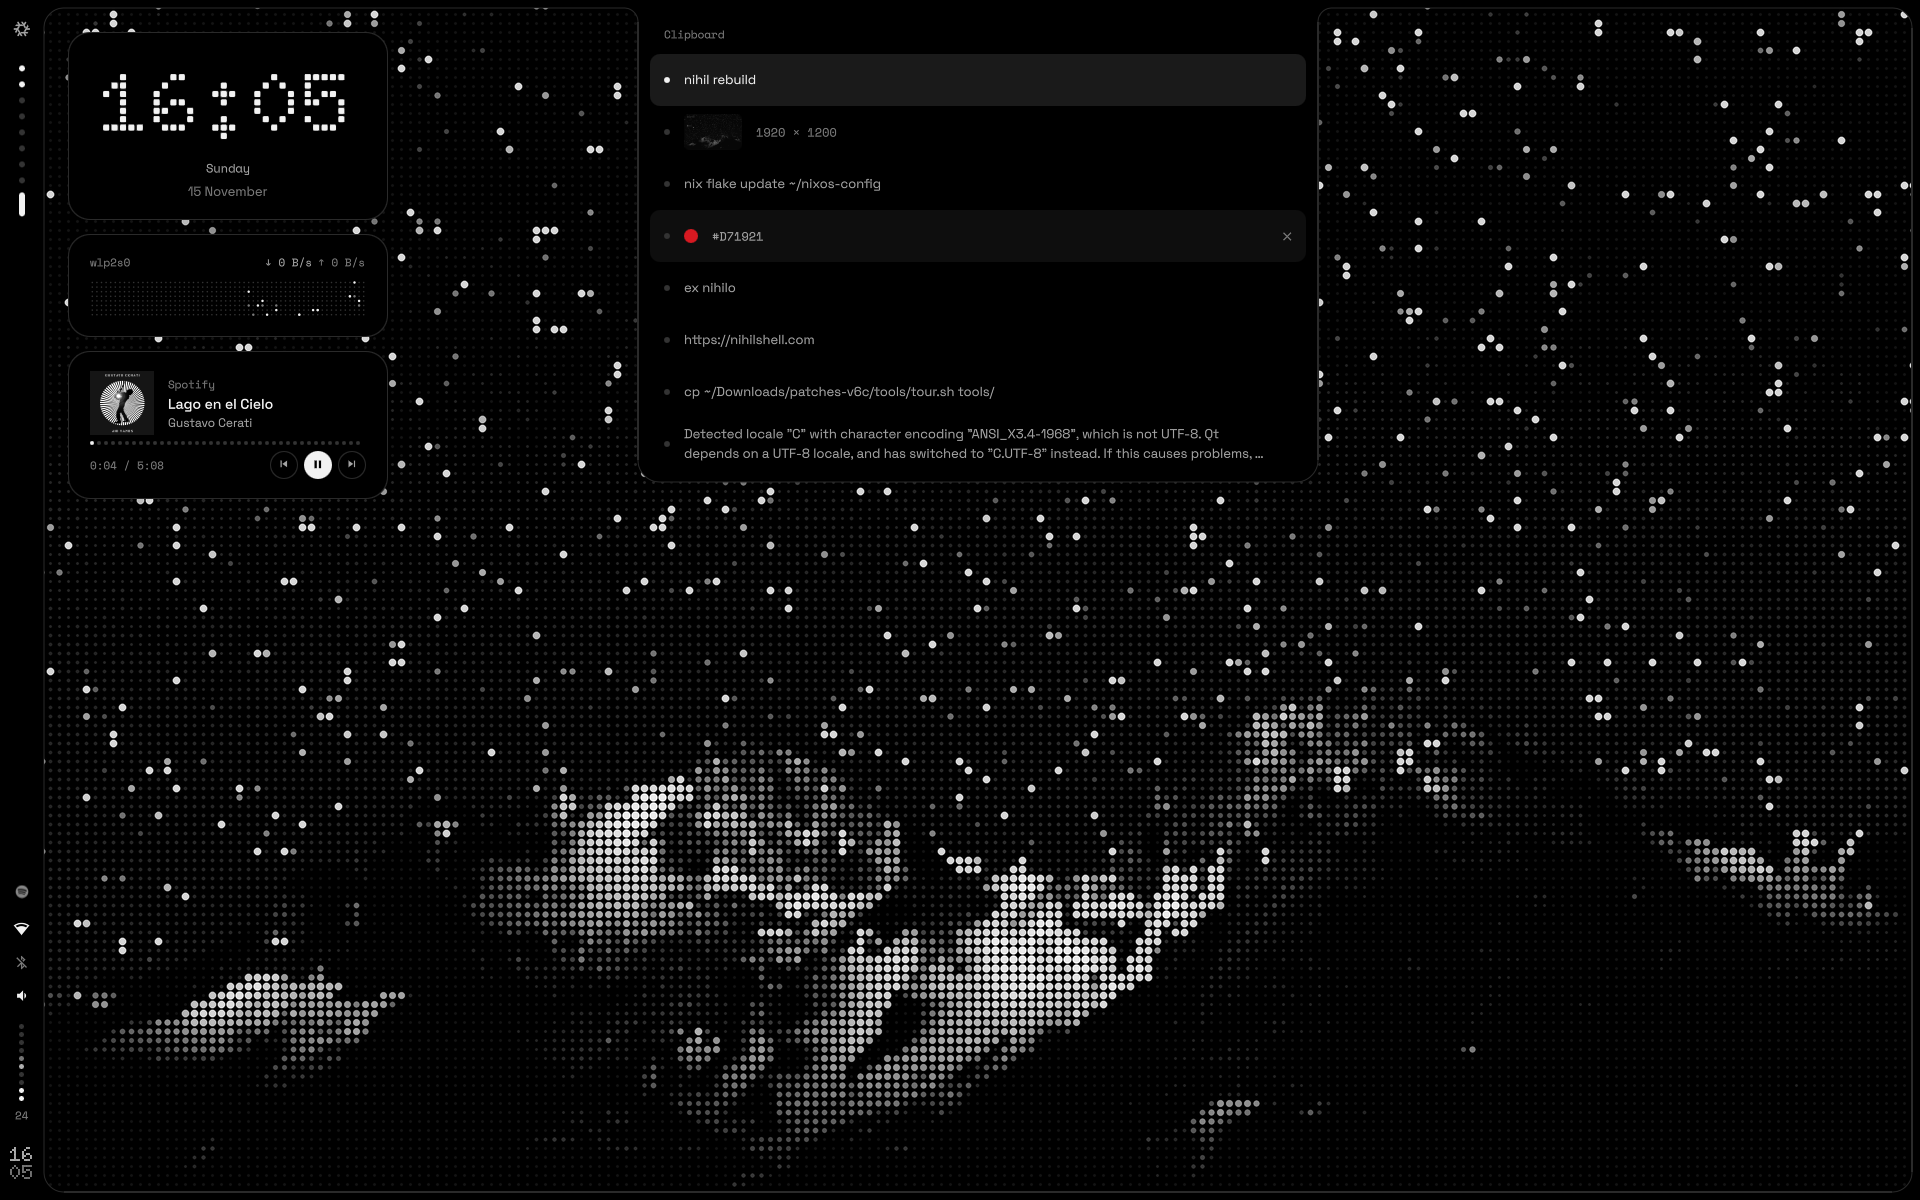 16:05
Sunday
15 November
wlp2s0 ↓ 0 B/s ↑ 0 B/s
Spotify
Lago en el Cielo
Gustavo Cerati
0:04 / 5:08
Clipboard
nihil rebuild
1920 × 1200
nix flake update ~/nixos-config
#D71921
ex nihilo
https://nihilshell.com
cp ~/Downloads/patches-v6c/tools/tour.sh tools/
Detected locale "C" with character encoding "ANSI_X3.4-1968", which is not UTF-8. Qt
depends on a UTF-8 locale, and has switched to "C.UTF-8" instead. If this causes problems, …
24
16
05